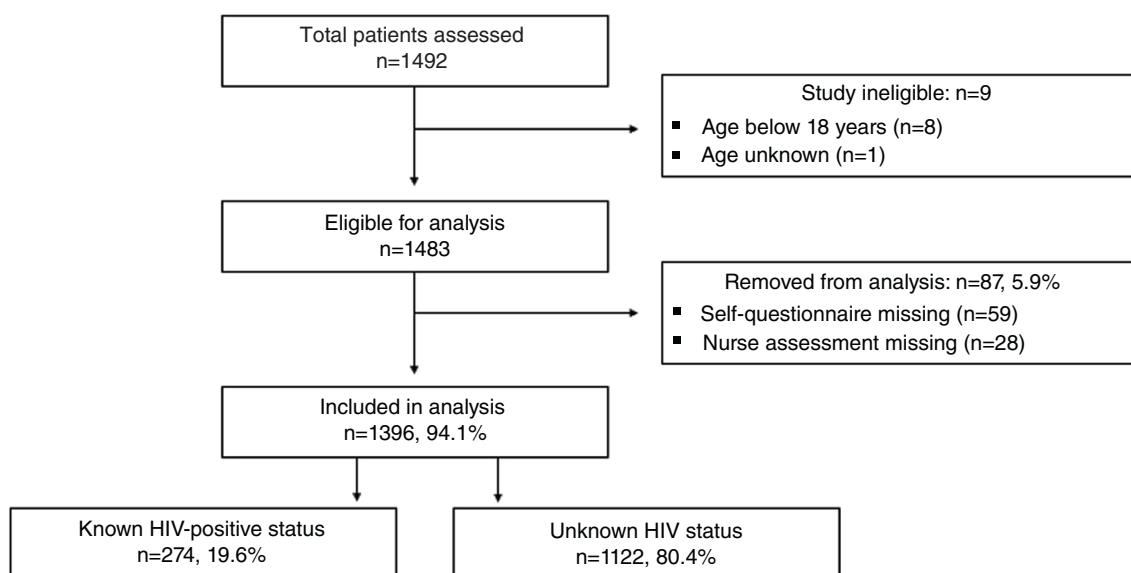 Total patients assessed
n=1492
Study ineligible: n=9
▪ Age below 18 years (n=8)
▪ Age unknown (n=1)
Eligible for analysis
n=1483
Removed from analysis: n=87, 5.9%
▪ Self-questionnaire missing (n=59)
▪ Nurse assessment missing (n=28)
Included in analysis
n=1396, 94.1%
Known HIV-positive status
n=274, 19.6%
Unknown HIV status
n=1122, 80.4%